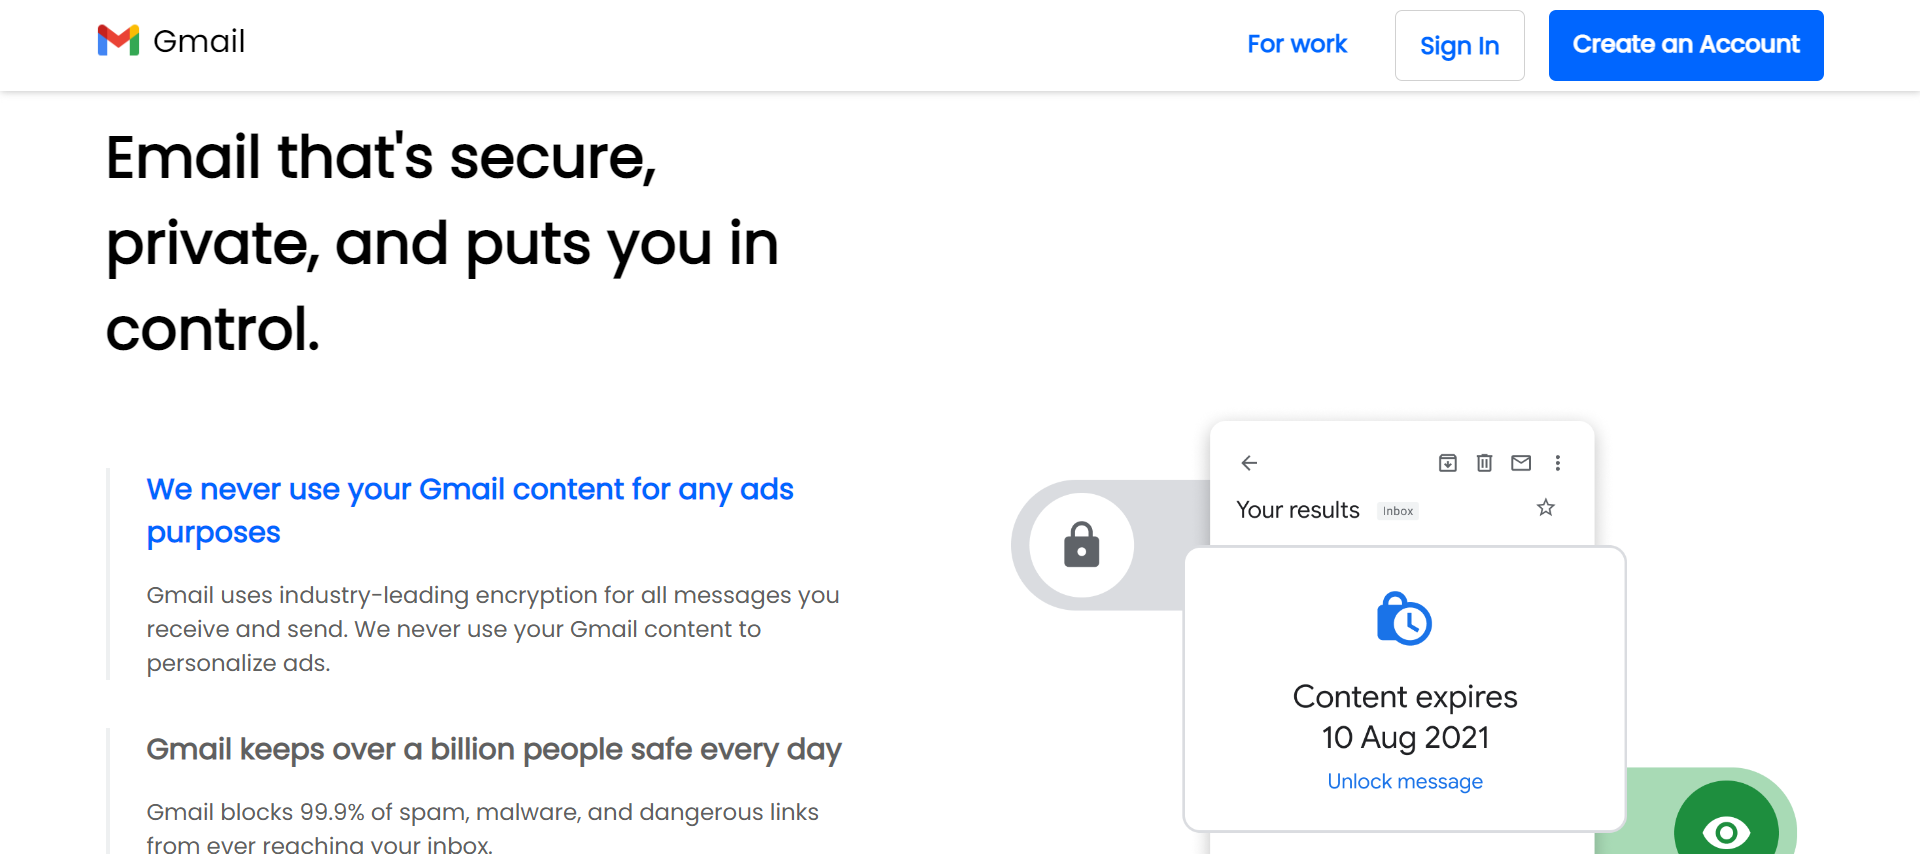 Gmail
For work
Sign In
Create an Account
Email that's secure,
private, and puts you in
control.
We never use your Gmail content for any ads
purposes
Gmail uses industry-leading encryption for all messages you
receive and send. We never use your Gmail content to
personalize ads.
Gmail keeps over a billion people safe every day
Gmail blocks 99.9% of spam, malware, and dangerous links
from ever reaching your inbox.
Your results
Inbox
Content expires
10 Aug 2021
Unlock message